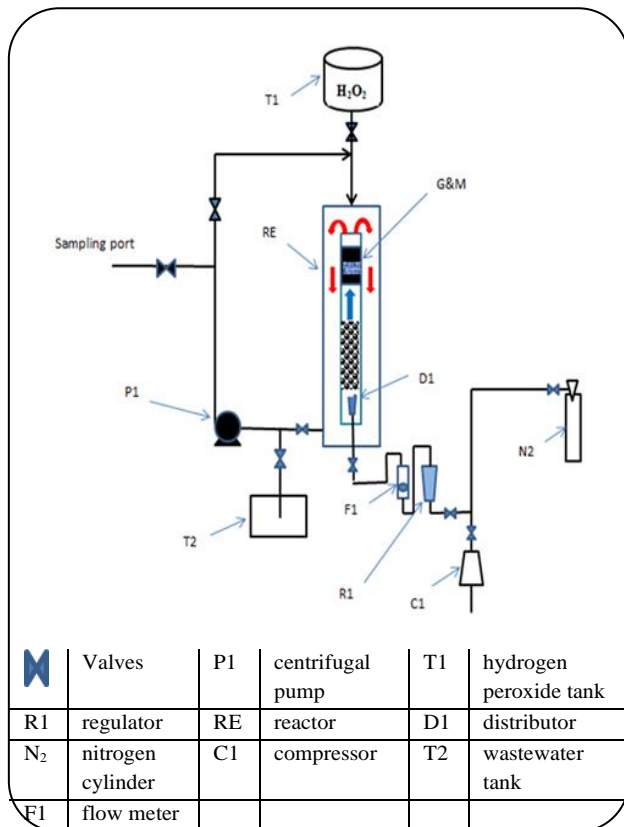 T1
H₂O₂
G&M
RE
Sampling port
D1
P1
N2
F1
T2
R1
C1
Valves P1 centrifugal pump T1 hydrogen peroxide tank
R1 regulator RE reactor D1 distributor
N₂ nitrogen cylinder C1 compressor T2 wastewater tank
F1 flow meter